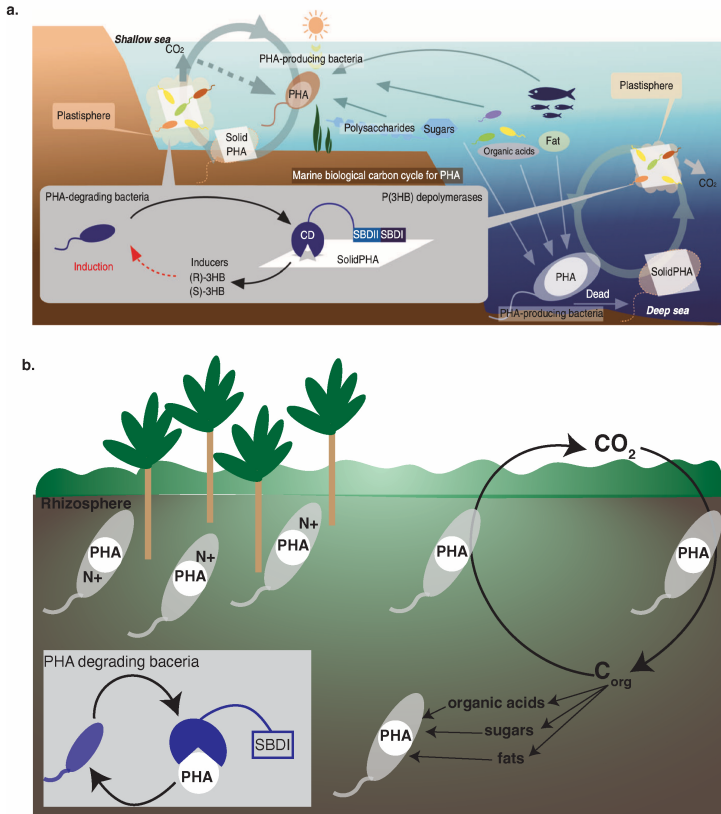 a.
Shallow sea
CO₂
PHA-producing bacteria
PHA
Plastisphere
Solid
PHA
Polysaccharides
Sugars
Organic acids
Fat
Plastisphere
CO₂
Marine biological carbon cycle for PHA
PHA-degrading bacteria
P(3HB) depolymerases
CD
SBDII
SBDI
SolidPHA
Induction
Inducers
(R)-3HB
(S)-3HB
PHA
Dead
SolidPHA
PHA-producing bacteria
Deep sea
b.
CO₂
Rhizosphere
PHA
N+
PHA
N+
PHA
N+
PHA
PHA
Corg
organic acids
sugars
fats
PHA
PHA degrading baceria
SBDI
PHA